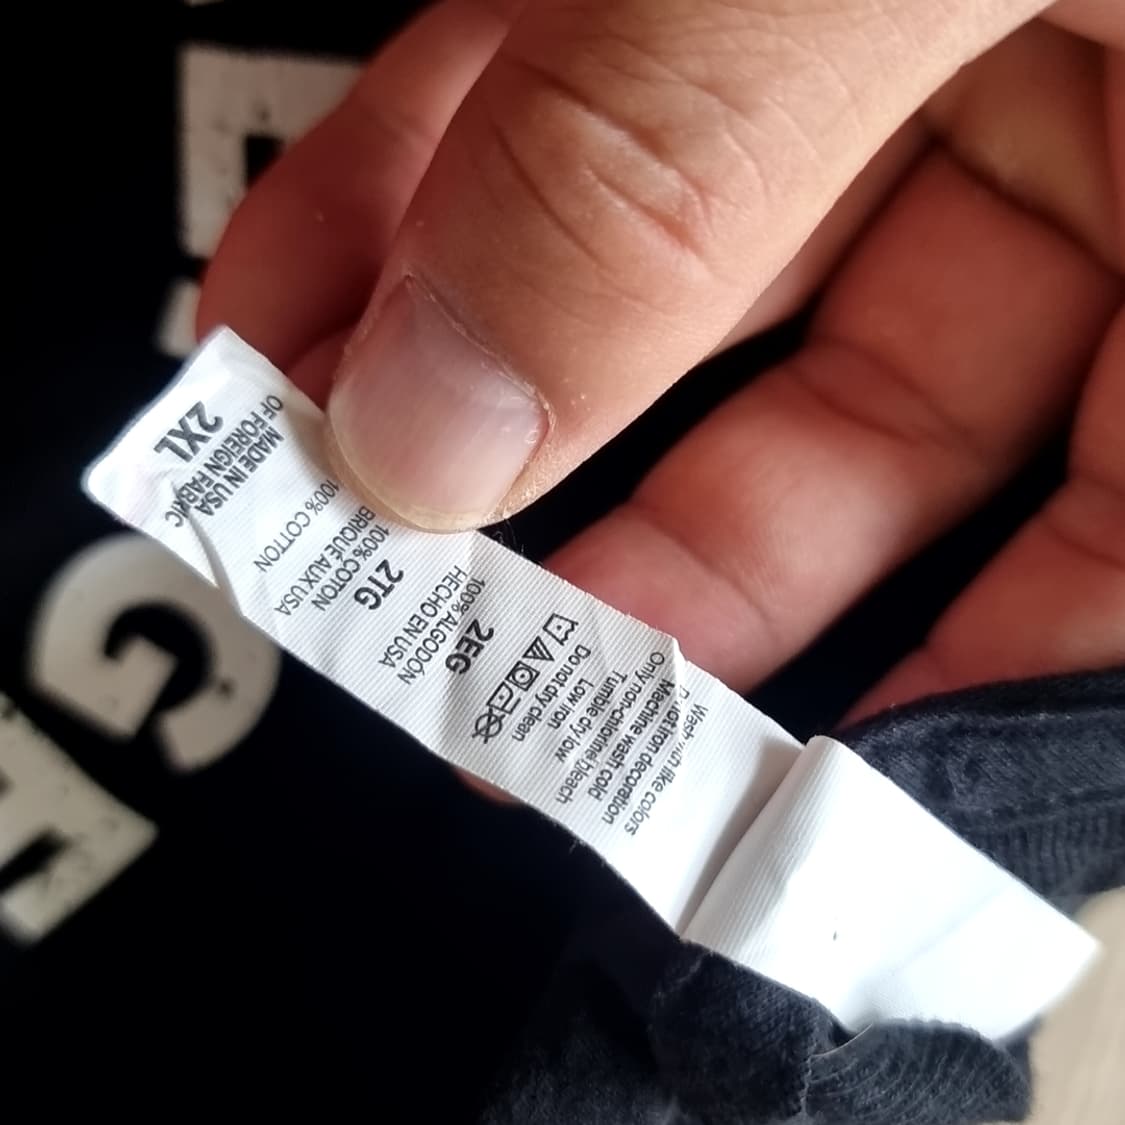 2XL
MADE IN USA
OF FOREIGN FABRIC
100% COTTON
2TG
100% COTON
BRIQUÉ AUX USA
2EG
100% ALGODÓN
HECHO EN USA
Machine wash cold
Only non-chlorine bleach
Tumble dry low
Low iron
Do not dry clean
Wash with like colors
not iron decoration
G